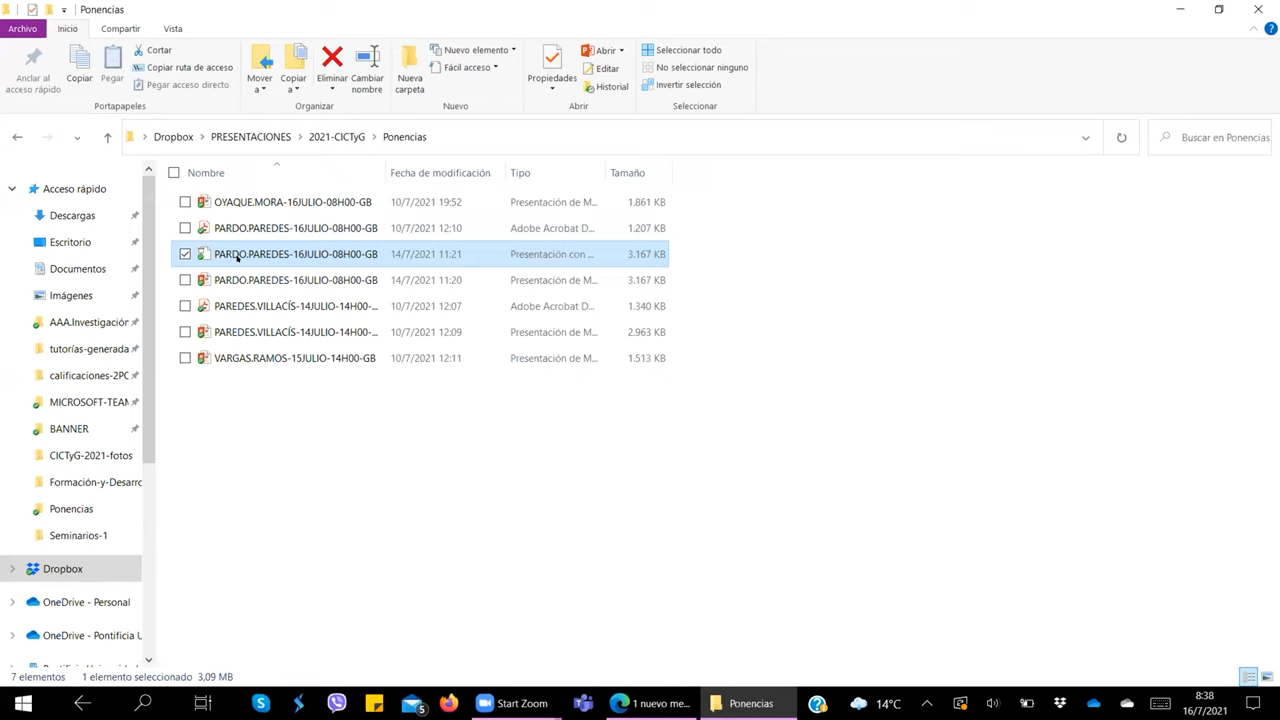 Ponencias
Archivo Inicio Compartir Vista
Anclar al acceso rápido
Copiar
Pegar
Cortar
Copiar ruta de acceso
Pegar acceso directo
Portapapeles
Mover a
Copiar a
Eliminar
Cambiar nombre
Organizar
Nueva carpeta
Nuevo elemento
Fácil acceso
Nuevo
Propiedades
Abrir
Editar
Historial
Abrir
Seleccionar todo
No seleccionar ninguno
Invertir selección
Seleccionar
Dropbox PRESENTACIONES 2021-CICTyG Ponencias
Buscar en Ponencias
Nombre Fecha de modificación Tipo Tamaño
OYAQUE.MORA-16JULIO-08H00-GB 10/7/2021 19:52 Presentación de M... 1.861 KB
PARDO.PAREDES-16JULIO-08H00-GB 10/7/2021 12:10 Adobe Acrobat D... 1.207 KB
PARDO.PAREDES-16JULIO-08H00-GB 14/7/2021 11:21 Presentación con ... 3.167 KB
PARDO.PAREDES-16JULIO-08H00-GB 14/7/2021 11:20 Presentación de M... 3.167 KB
PAREDES.VILLACÍS-14JULIO-14H00-... 10/7/2021 12:07 Adobe Acrobat D... 1.340 KB
PAREDES.VILLACÍS-14JULIO-14H00-... 10/7/2021 12:09 Presentación de M... 2.963 KB
VARGAS.RAMOS-15JULIO-14H00-GB 10/7/2021 12:11 Presentación de M... 1.513 KB
Acceso rápido
Descargas
Escritorio
Documentos
Imágenes
AAA.Investigación
tutorías-generada
calificaciones-2PC
MICROSOFT-TEAM
BANNER
CICTyG-2021-fotos
Formación-y-Desarro
Ponencias
Seminarios-1
Dropbox
OneDrive - Personal
OneDrive - Pontificia U
7 elementos 1 elemento seleccionado 3,09 MB
5
Start Zoom
1 nuevo me...
Ponencias
14°C
8:38
16/7/2021